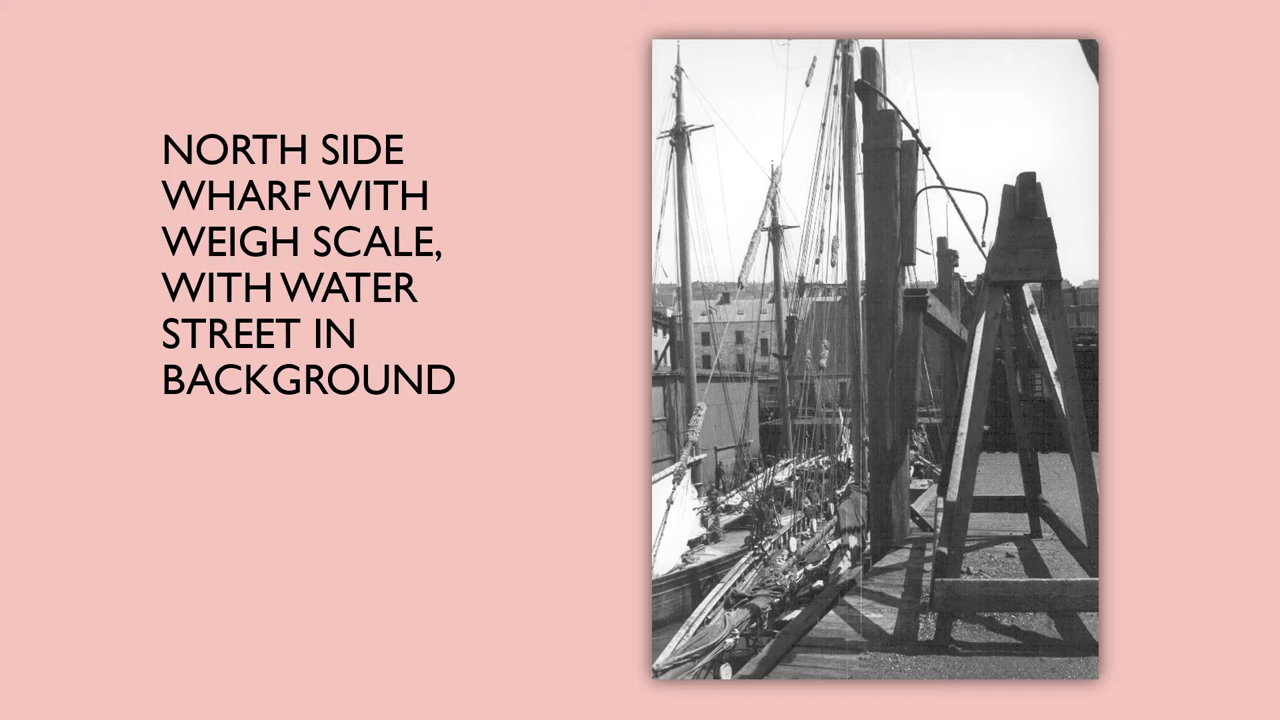 NORTH SIDE
WHARF WITH
WEIGH SCALE,
WITH WATER
STREET IN
BACKGROUND